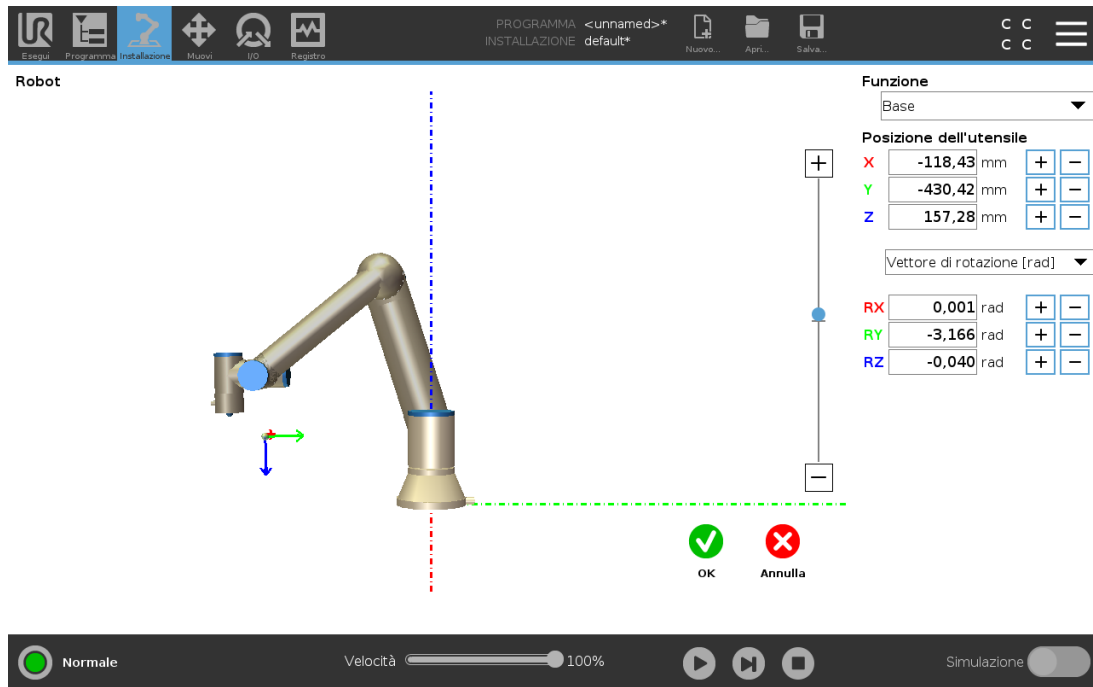 PROGRAMMA <unnamed>*
INSTALLAZIONE default*
Esegui Programma Installazione Muovi I/O Registro Nuovo... Apri... Salva...
C C
C C
Robot
Funzione
Base
Posizione dell'utensile
X -118,43 mm + −
Y -430,42 mm + −
Z 157,28 mm + −
Vettore di rotazione [rad]
RX 0,001 rad + −
RY -3,166 rad + −
RZ -0,040 rad + −
OK Annulla
Normale Velocità 100% Simulazione